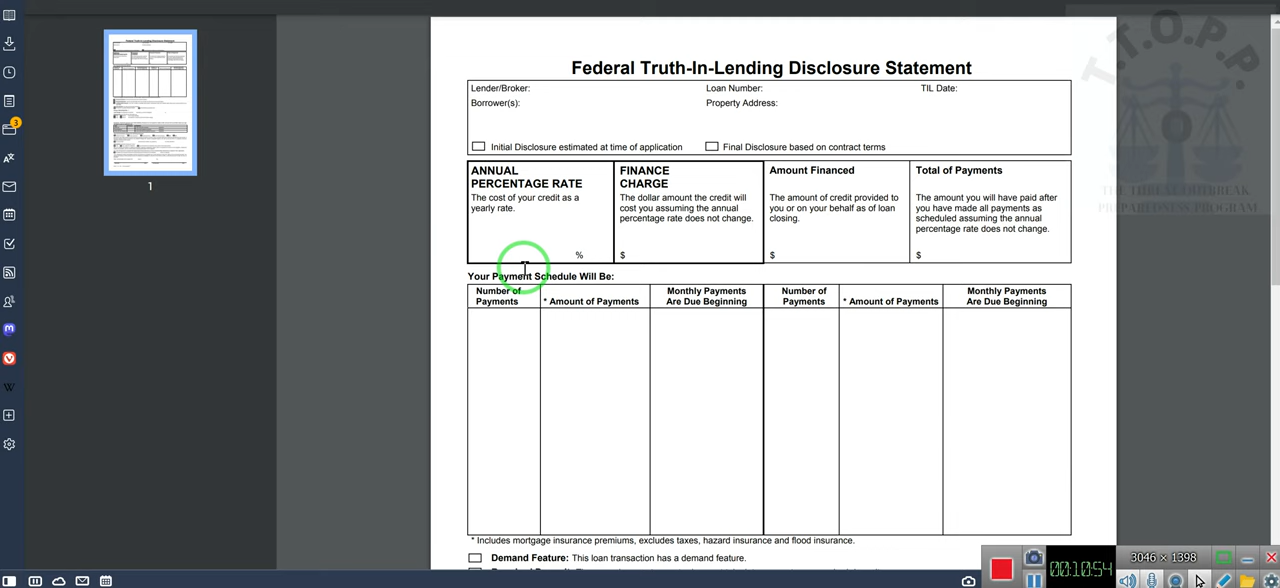 T.T.O.P.P.
THE THREAT OUTBREAK
PREPAREDNESS PROGRAM
3
1
Federal Truth-In-Lending Disclosure Statement
Lender/Broker: Loan Number: TIL Date:
Borrower(s): Property Address:
Initial Disclosure estimated at time of application Final Disclosure based on contract terms
ANNUAL
PERCENTAGE RATE
The cost of your credit as a
yearly rate.
%
FINANCE
CHARGE
The dollar amount the credit will
cost you assuming the annual
percentage rate does not change.
$
Amount Financed
The amount of credit provided to
you or on your behalf as of loan
closing.
$
Total of Payments
The amount you will have paid after
you have made all payments as
scheduled assuming the annual
percentage rate does not change.
$
Your Payment Schedule Will Be:
Number of
Payments
* Amount of Payments
Monthly Payments
Are Due Beginning
Number of
Payments
* Amount of Payments
Monthly Payments
Are Due Beginning
* Includes mortgage insurance premiums, excludes taxes, hazard insurance and flood insurance.
Demand Feature: This loan transaction has a demand feature.
00:10:54
3046 × 1398